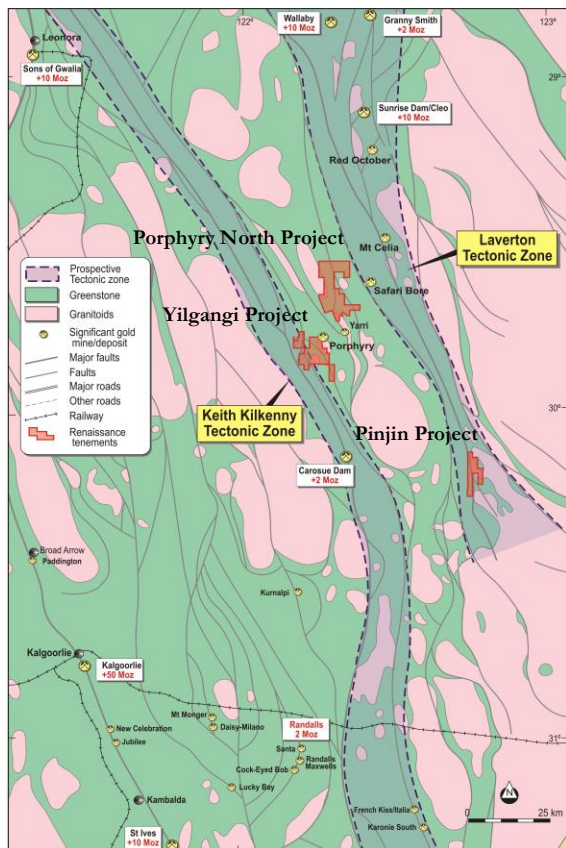 122°
123°
Leonora
Wallaby
+10 Moz
Granny Smith
+2 Moz
Sons of Gwalia
+10 Moz
29°
Sunrise Dam/Cleo
+10 Moz
Red October
Porphyry North Project
Mt Celia
Laverton
Tectonic Zone
Safari Bore
Prospective
Tectonic zone
Greenstone
Granitoids
Significant gold
mine/deposit
Major faults
Faults
Major roads
Other roads
Railway
Renaissance
tenements
Yilgangi Project
Yarri
Porphyry
Keith Kilkenny
Tectonic Zone
30°
Pinjin Project
Carosue Dam
+2 Moz
Broad Arrow
Paddington
Kurnalpi
Kalgoorlie
Kalgoorlie
+50 Moz
Mt Monger
Daisy-Milano
New Celebration
Jubilee
Randalls
2 Moz
Santa
Randalls
Maxwells
Cock-Eyed Bob
Lucky Bay
31°
Kambalda
French Kiss/Italia
Karonie South
St Ives
+10 Moz
N
0
25 km